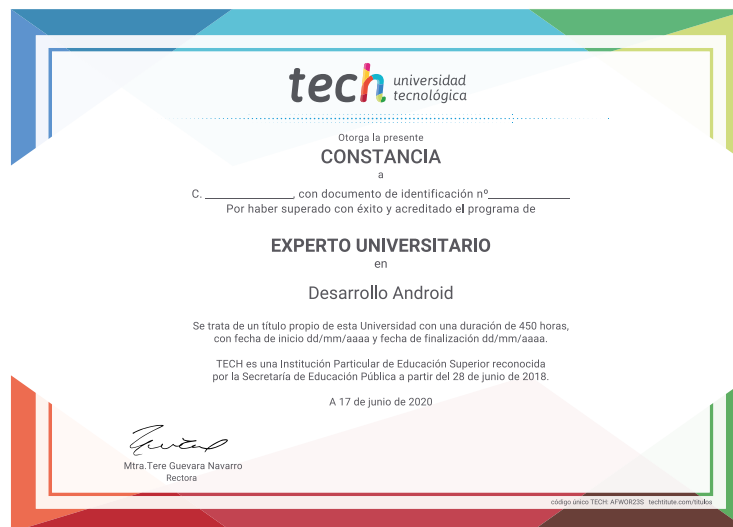 tech universidad
tecnológica
Otorga la presente
CONSTANCIA
a
C. ______________, con documento de identificación nº______________
Por haber superado con éxito y acreditado el programa de
EXPERTO UNIVERSITARIO
en
Desarrollo Android
Se trata de un título propio de esta Universidad con una duración de 450 horas,
con fecha de inicio dd/mm/aaaa y fecha de finalización dd/mm/aaaa.
TECH es una Institución Particular de Educación Superior reconocida
por la Secretaría de Educación Pública a partir del 28 de junio de 2018.
A 17 de junio de 2020
Mtra.Tere Guevara Navarro
Rectora
código único TECH: AFWOR23S techtitute.com/titulos